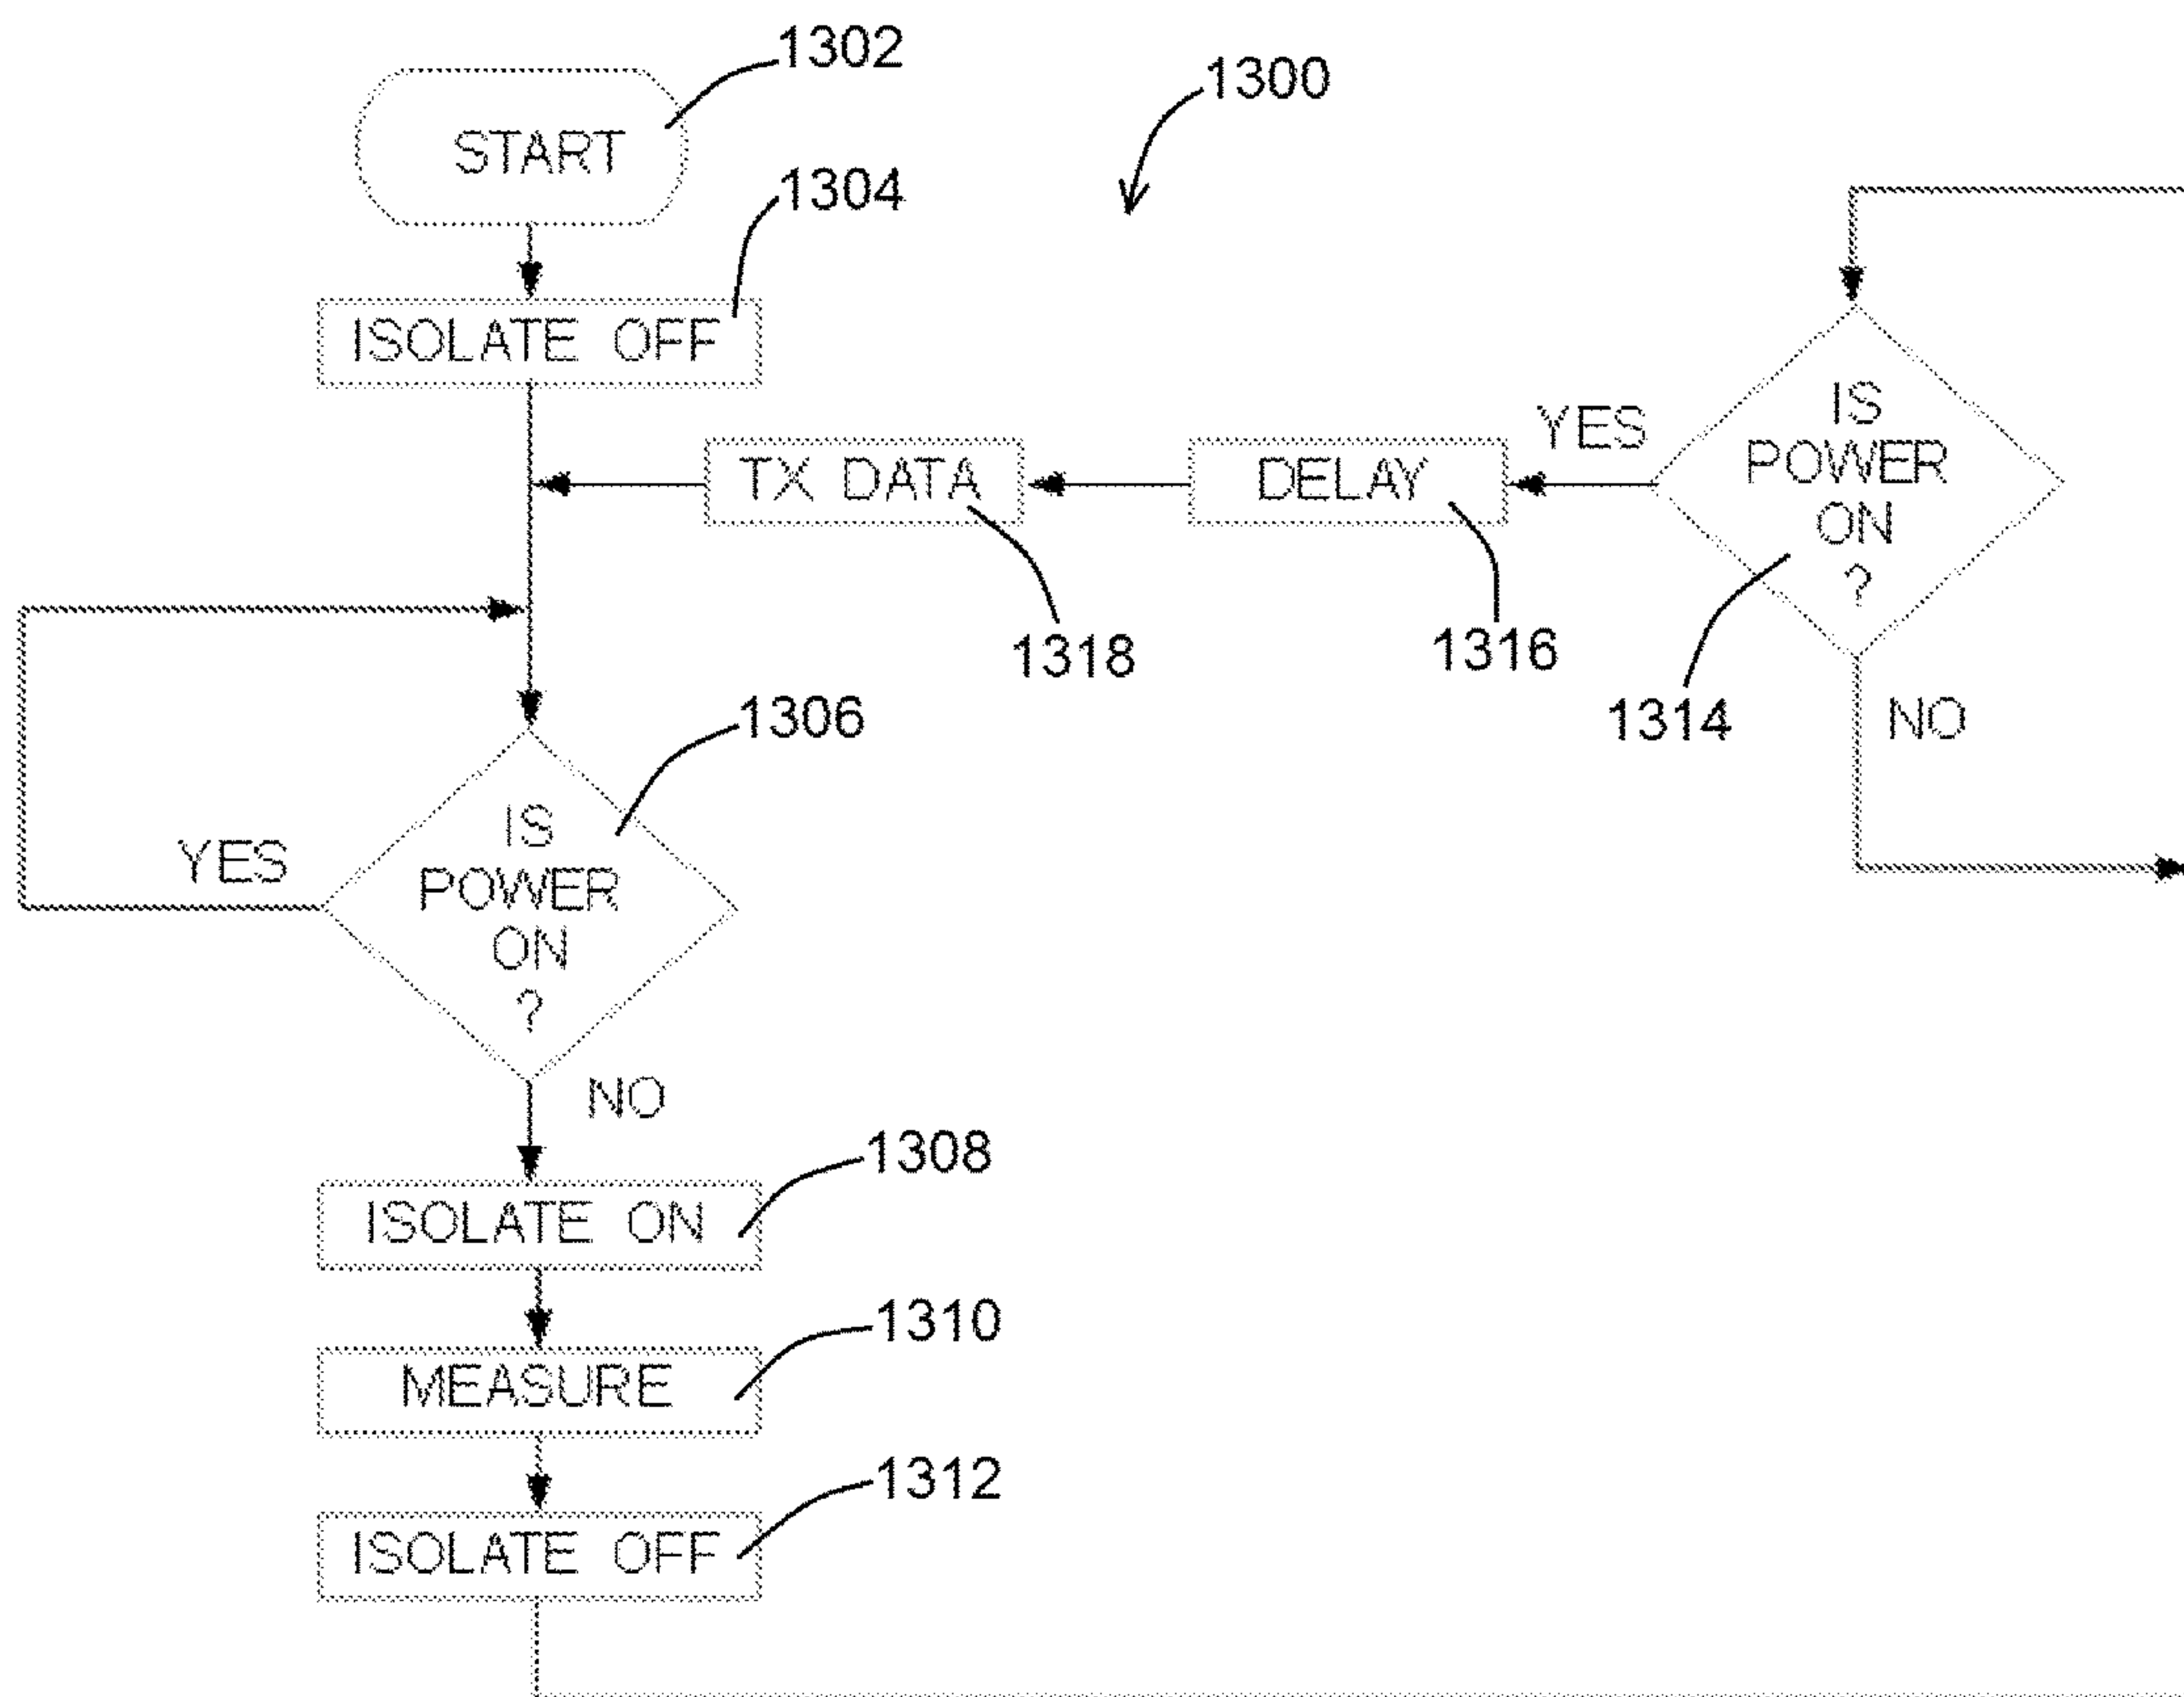 1302
1300
START
1304
ISOLATE OFF
TX DATA
DELAY
YES
IS
POWER
ON
?
1318
1316
1314
NO
1306
IS
POWER
ON
?
YES
NO
1308
ISOLATE ON
1310
MEASURE
1312
ISOLATE OFF